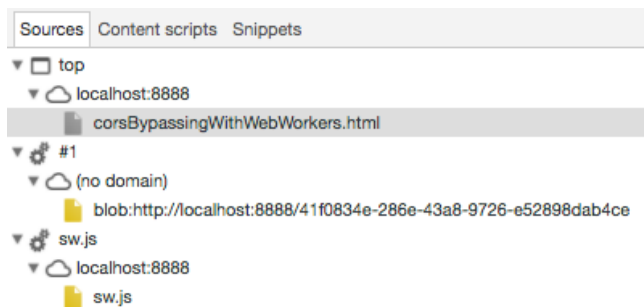 Sources Content scripts Snippets
top
localhost:8888
corsBypassingWithWebWorkers.html
#1
(no domain)
blob:http://localhost:8888/41f0834e-286e-43a8-9726-e52898dab4ce
sw.js
localhost:8888
sw.js